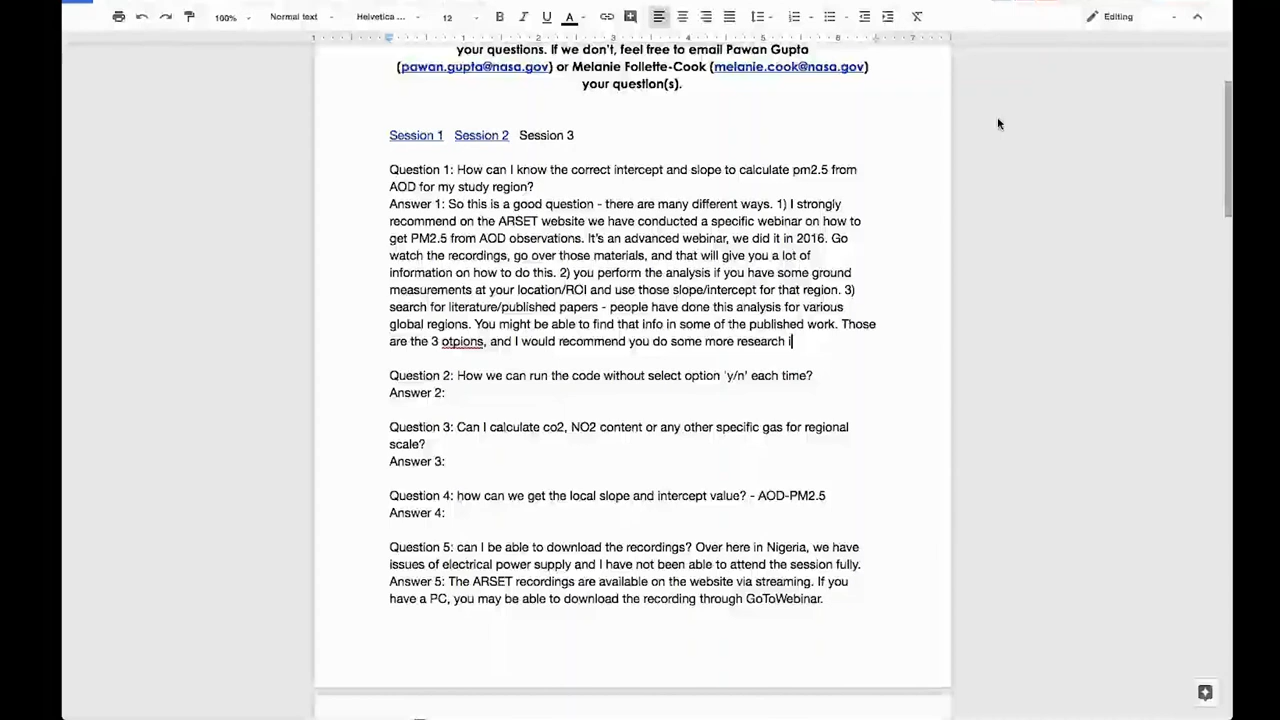 100%
Normal text
Helvetica ...
12
B I U A
Editing
1 1 2 3 4 5 6 7
your questions. If we don't, feel free to email Pawan Gupta
(pawan.gupta@nasa.gov) or Melanie Follette-Cook (melanie.cook@nasa.gov)
your question(s).
Session 1 Session 2 Session 3
Question 1: How can I know the correct intercept and slope to calculate pm2.5 from
AOD for my study region?
Answer 1: So this is a good question - there are many different ways. 1) I strongly
recommend on the ARSET website we have conducted a specific webinar on how to
get PM2.5 from AOD observations. It's an advanced webinar, we did it in 2016. Go
watch the recordings, go over those materials, and that will give you a lot of
information on how to do this. 2) you perform the analysis if you have some ground
measurements at your location/ROI and use those slope/intercept for that region. 3)
search for literature/published papers - people have done this analysis for various
global regions. You might be able to find that info in some of the published work. Those
are the 3 otpions, and I would recommend you do some more research i
Question 2: How we can run the code without select option 'y/n' each time?
Answer 2:
Question 3: Can I calculate co2, NO2 content or any other specific gas for regional
scale?
Answer 3:
Question 4: how can we get the local slope and intercept value? - AOD-PM2.5
Answer 4:
Question 5: can I be able to download the recordings? Over here in Nigeria, we have
issues of electrical power supply and I have not been able to attend the session fully.
Answer 5: The ARSET recordings are available on the website via streaming. If you
have a PC, you may be able to download the recording through GoToWebinar.